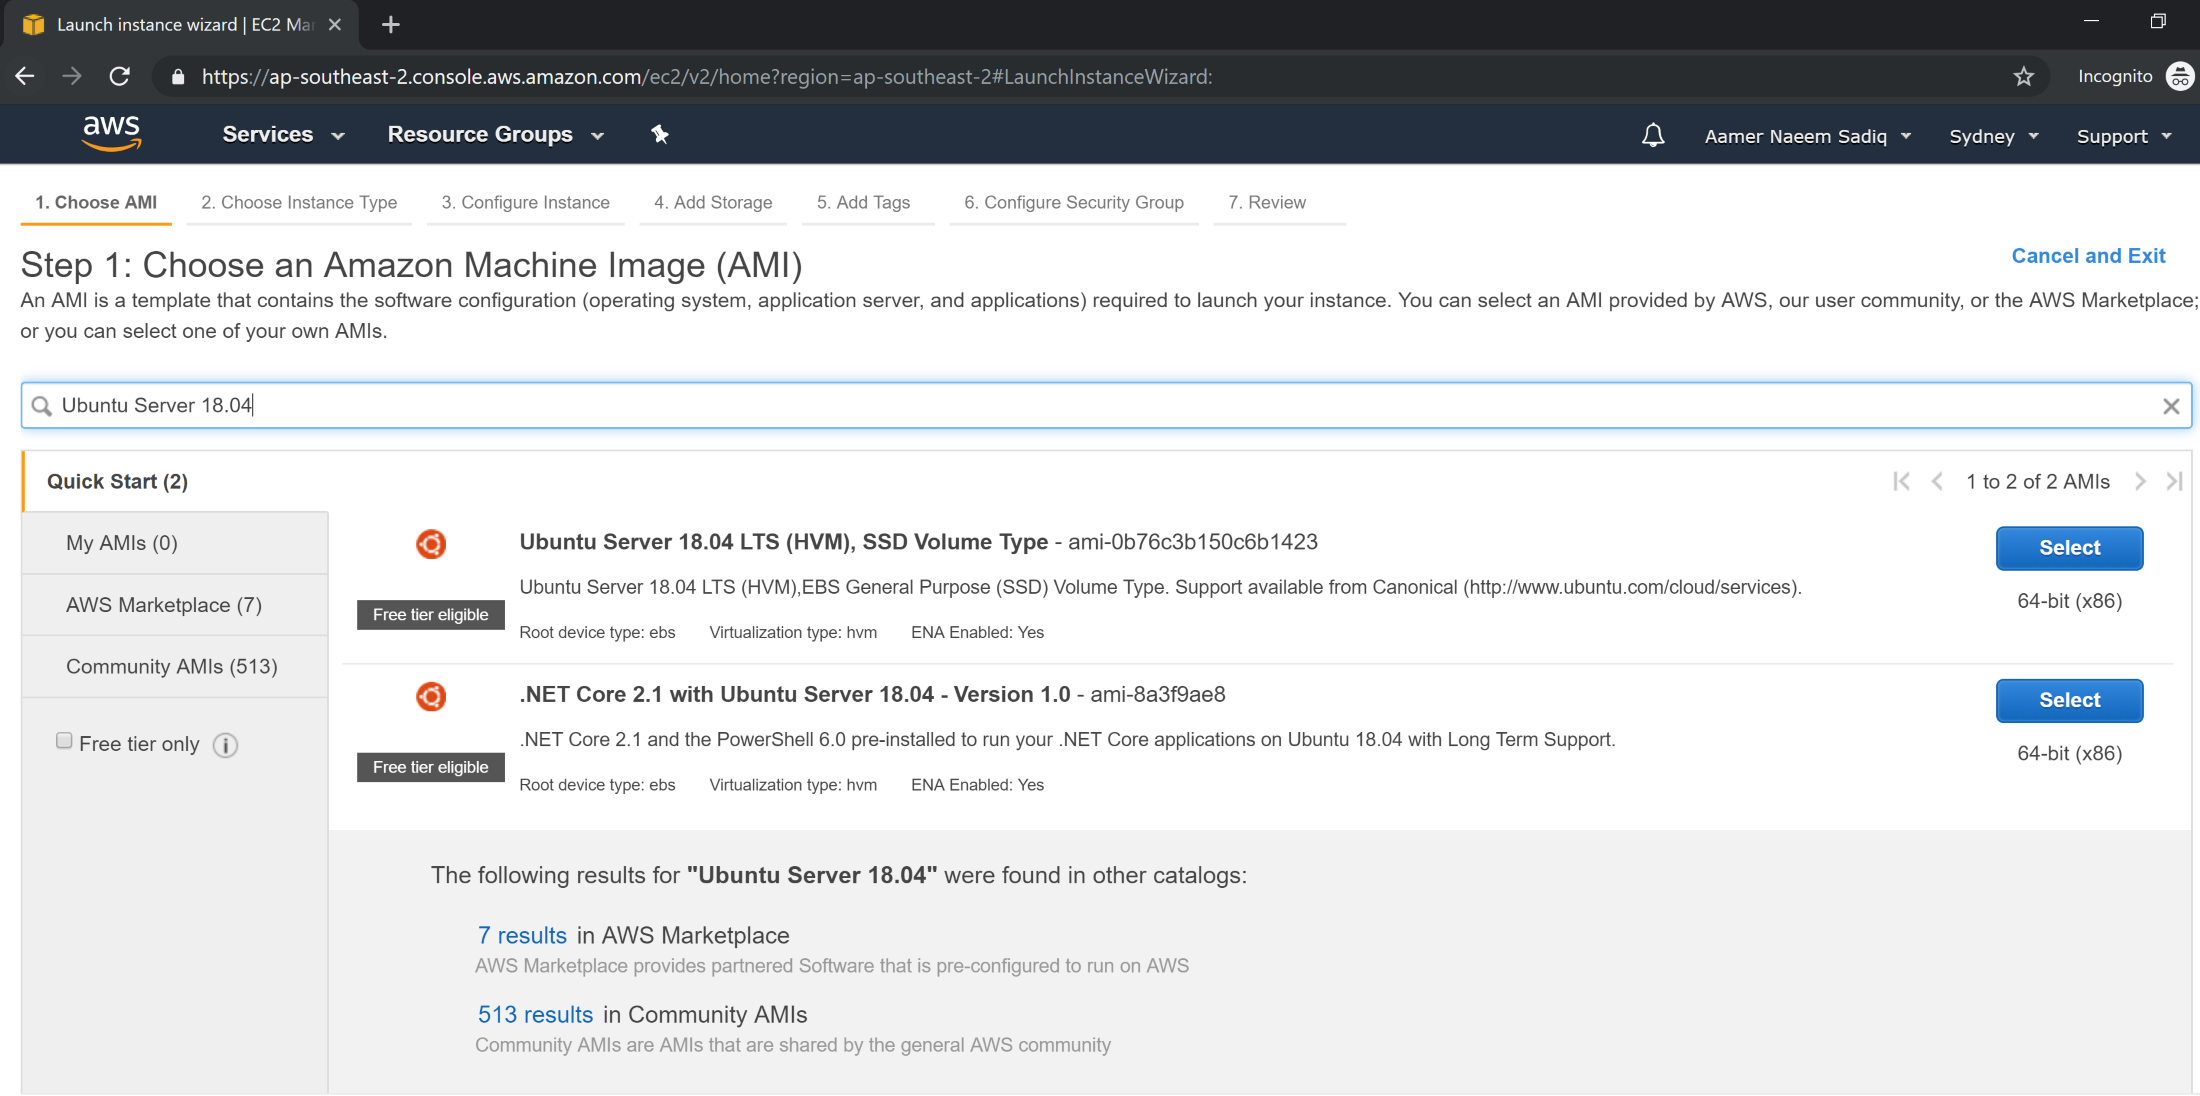 Launch instance wizard | EC2 Ma
https://ap-southeast-2.console.aws.amazon.com/ec2/v2/home?region=ap-southeast-2#LaunchInstanceWizard:
Incognito
aws
Services
Resource Groups
Aamer Naeem Sadiq
Sydney
Support
1. Choose AMI
2. Choose Instance Type
3. Configure Instance
4. Add Storage
5. Add Tags
6. Configure Security Group
7. Review
Step 1: Choose an Amazon Machine Image (AMI)
Cancel and Exit
An AMI is a template that contains the software configuration (operating system, application server, and applications) required to launch your instance. You can select an AMI provided by AWS, our user community, or the AWS Marketplace;
or you can select one of your own AMIs.
Ubuntu Server 18.04
Quick Start (2)
1 to 2 of 2 AMIs
My AMIs (0)
AWS Marketplace (7)
Community AMIs (513)
Free tier only
Ubuntu Server 18.04 LTS (HVM), SSD Volume Type - ami-0b76c3b150c6b1423
Select
Ubuntu Server 18.04 LTS (HVM),EBS General Purpose (SSD) Volume Type. Support available from Canonical (http://www.ubuntu.com/cloud/services).
64-bit (x86)
Free tier eligible
Root device type: ebs
Virtualization type: hvm
ENA Enabled: Yes
.NET Core 2.1 with Ubuntu Server 18.04 - Version 1.0 - ami-8a3f9ae8
Select
.NET Core 2.1 and the PowerShell 6.0 pre-installed to run your .NET Core applications on Ubuntu 18.04 with Long Term Support.
64-bit (x86)
Free tier eligible
Root device type: ebs
Virtualization type: hvm
ENA Enabled: Yes
The following results for "Ubuntu Server 18.04" were found in other catalogs:
7 results in AWS Marketplace
AWS Marketplace provides partnered Software that is pre-configured to run on AWS
513 results in Community AMIs
Community AMIs are AMIs that are shared by the general AWS community